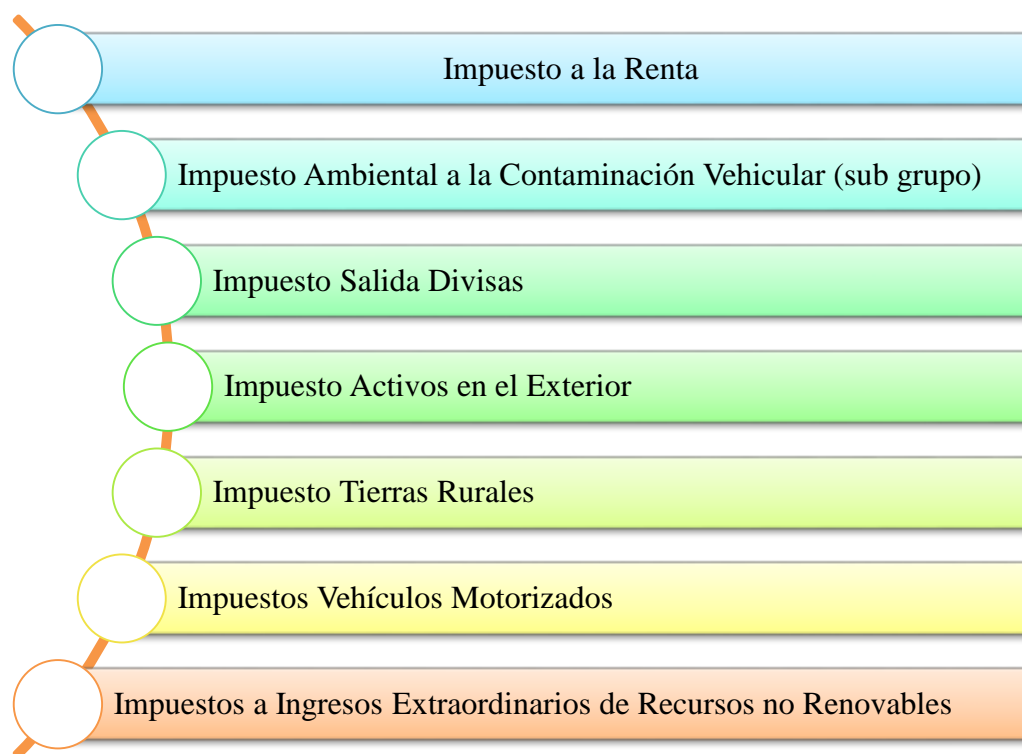 Impuesto a la Renta
Impuesto Ambiental a la Contaminación Vehicular (sub grupo)
Impuesto Salida Divisas
Impuesto Activos en el Exterior
Impuesto Tierras Rurales
Impuestos Vehículos Motorizados
Impuestos a Ingresos Extraordinarios de Recursos no Renovables